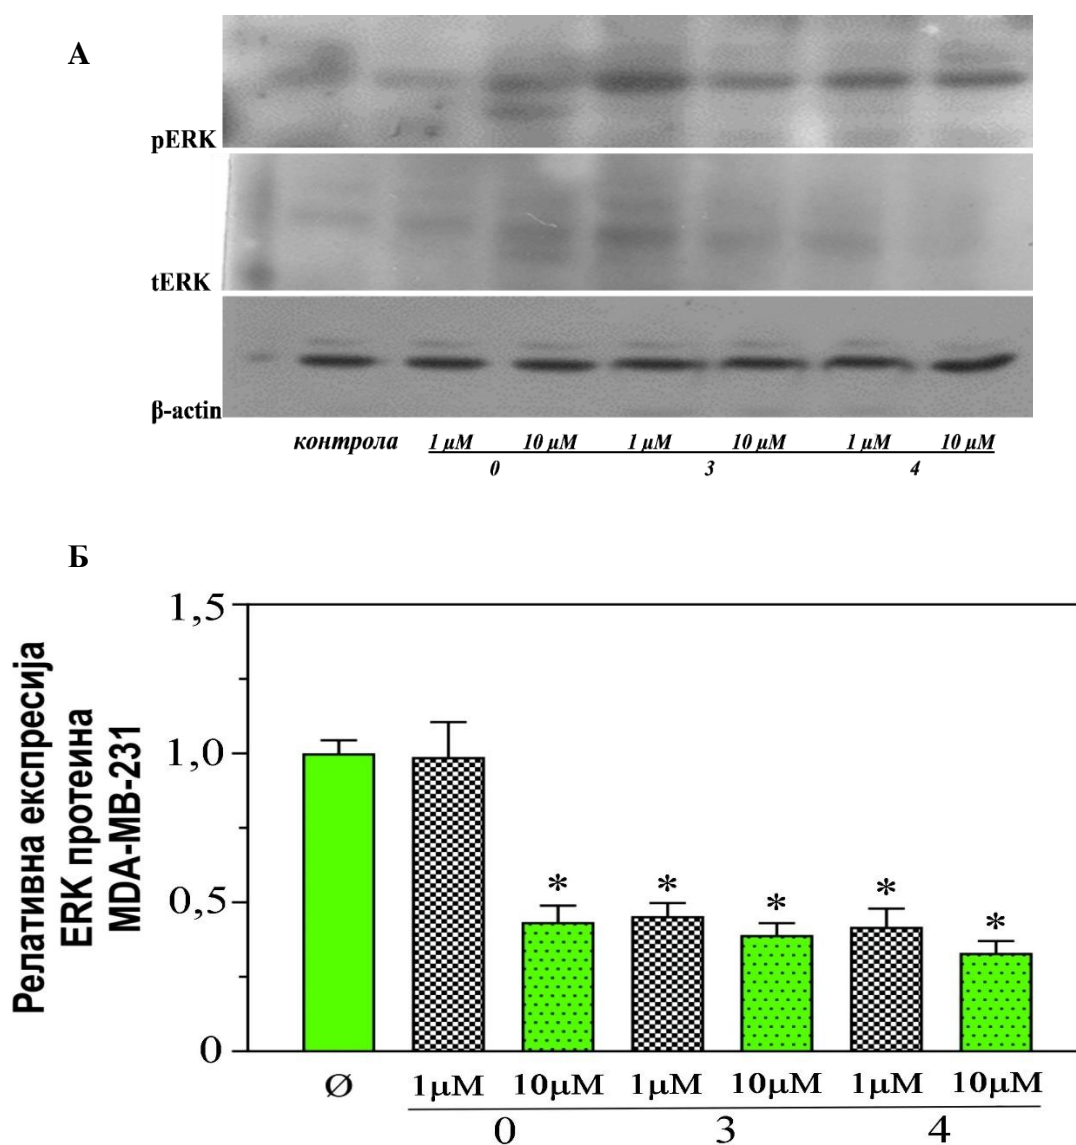 А
pERK
tERK
β-actin
контрола 1 µM 10 µM 1 µM 10 µM 1 µM 10 µM
0 3 4
Б
Релативна експресија
ERK протеина
MDA-MB-231
1,5
1,0
0,5
0
* * * * *
Ø 1µM 10µM 1µM 10µM 1µM 10µM
0 3 4